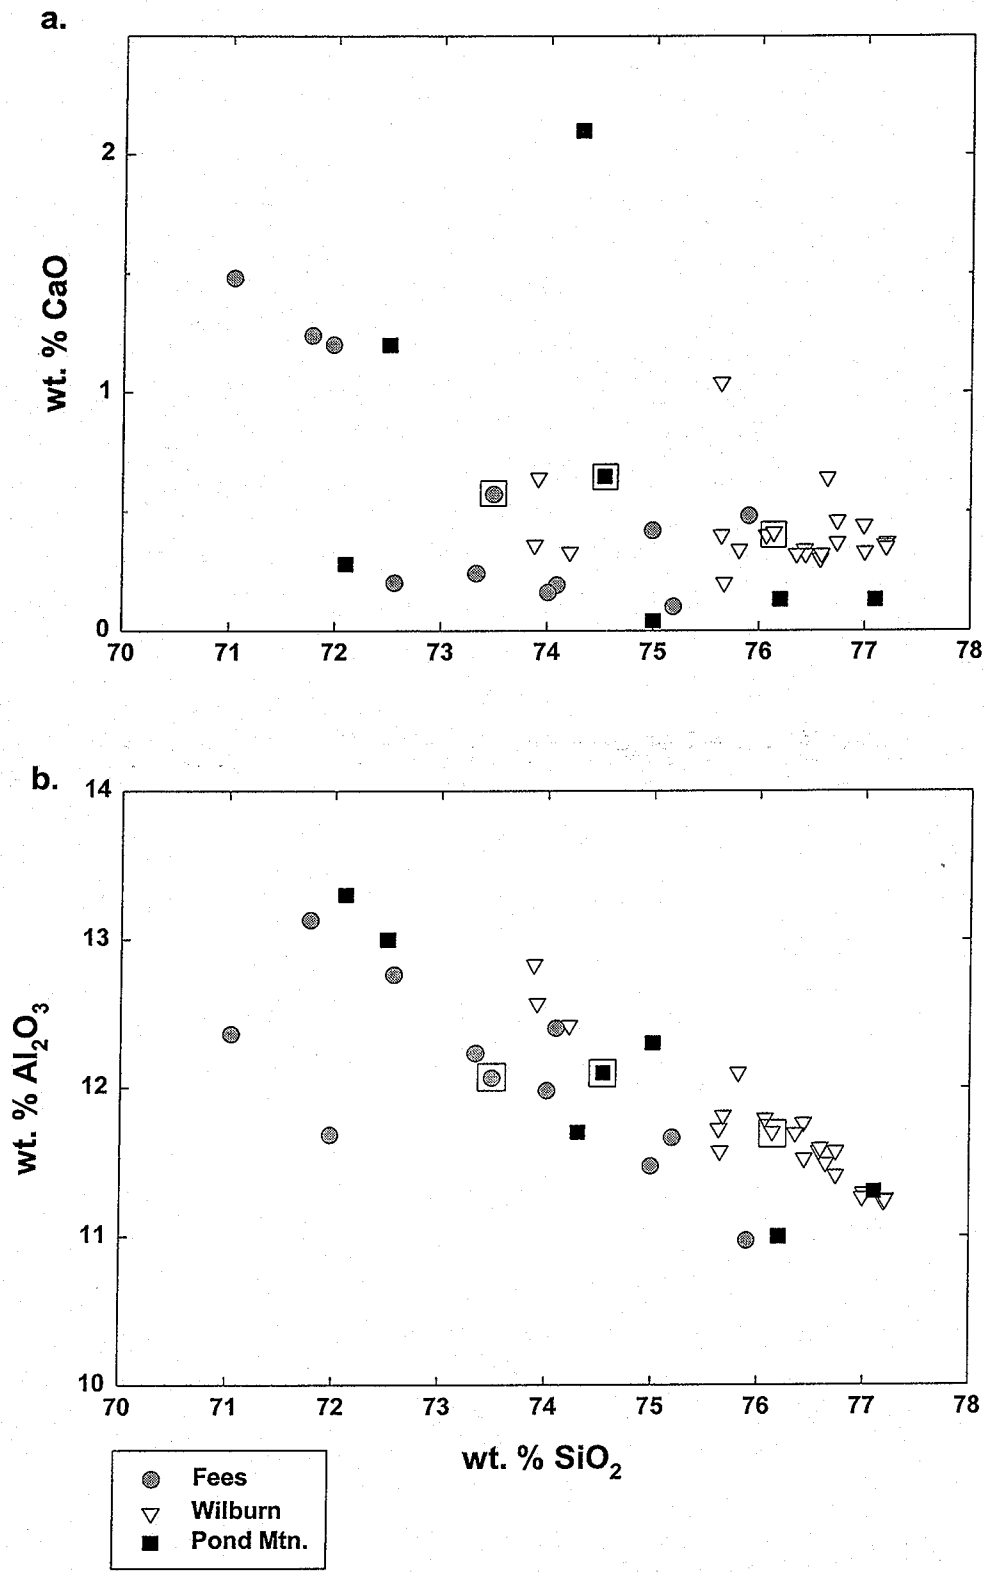 a.
wt. % CaO
2
1
0
70 71 72 73 74 75 76 77 78
b.
wt. % Al₂O₃
14
13
12
11
10
70 71 72 73 74 75 76 77 78
wt. % SiO₂
Fees
Wilburn
Pond Mtn.